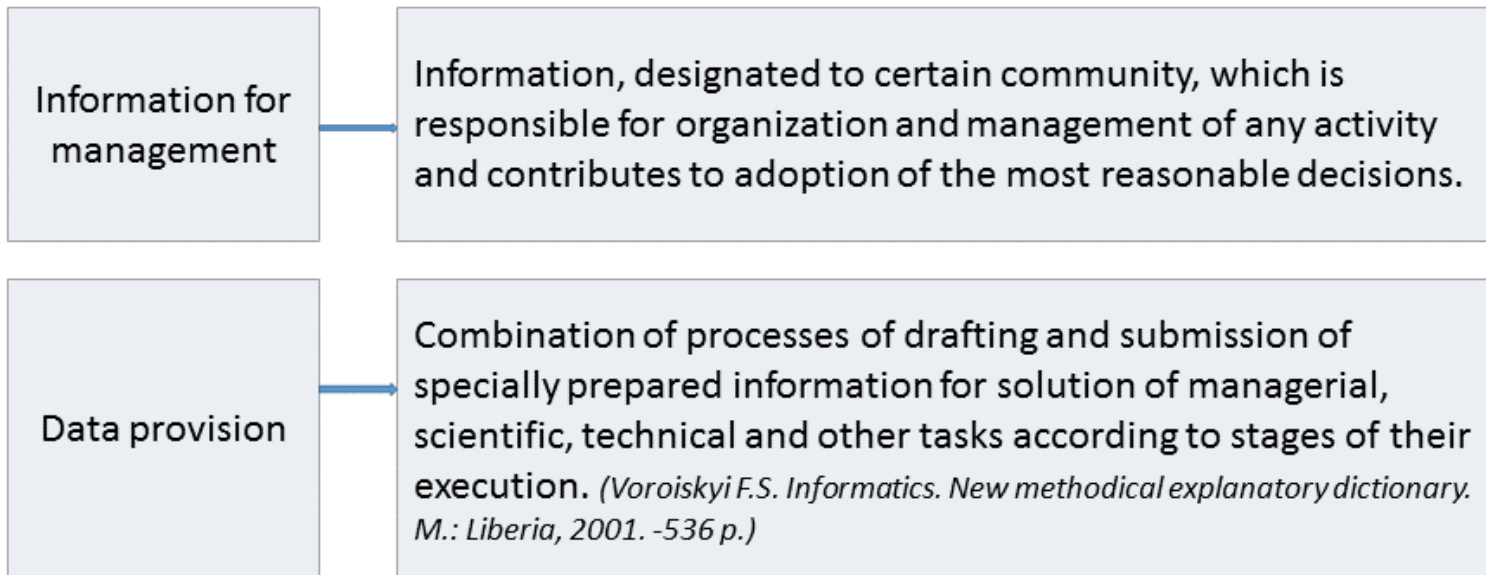 Information for
management
Information, designated to certain community, which is
responsible for organization and management of any activity
and contributes to adoption of the most reasonable decisions.
Data provision
Combination of processes of drafting and submission of
specially prepared information for solution of managerial,
scientific, technical and other tasks according to stages of their
execution. (Voroiskyi F.S. Informatics. New methodical explanatory dictionary.
M.: Liberia, 2001. -536 p.)